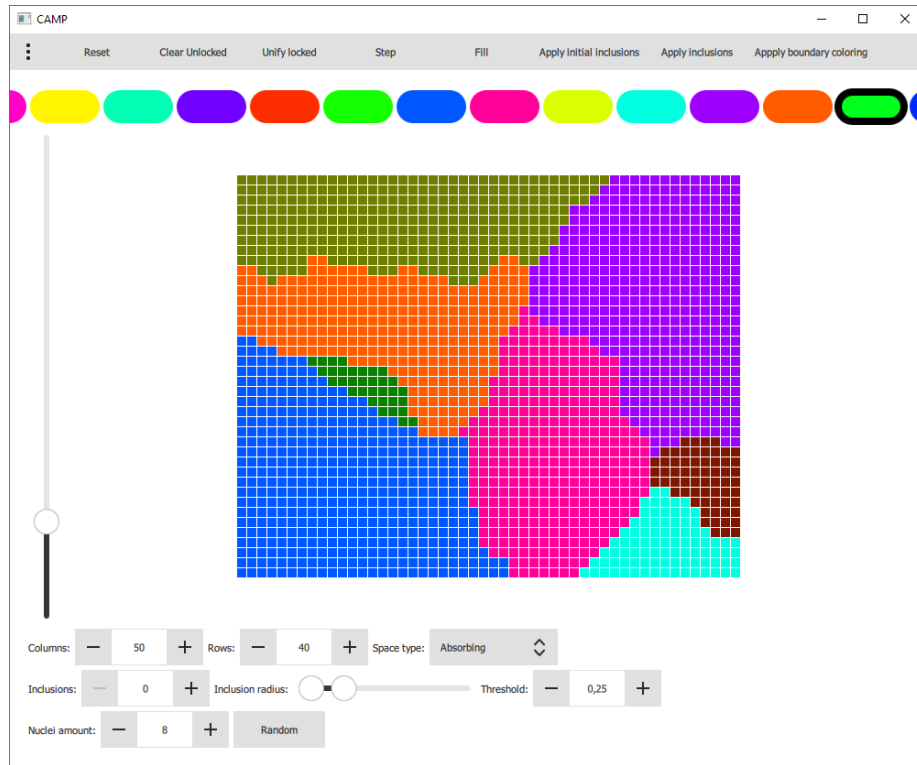 CAMP
Reset Clear Unlocked Unify locked Step Fill Apply initial inclusions Apply inclusions Appply boundary coloring
Columns: 50 Rows: 40 Space type: Absorbing
Inclusions: 0 Inclusion radius: Threshold: 0,25
Nuclei amount: 8 Random